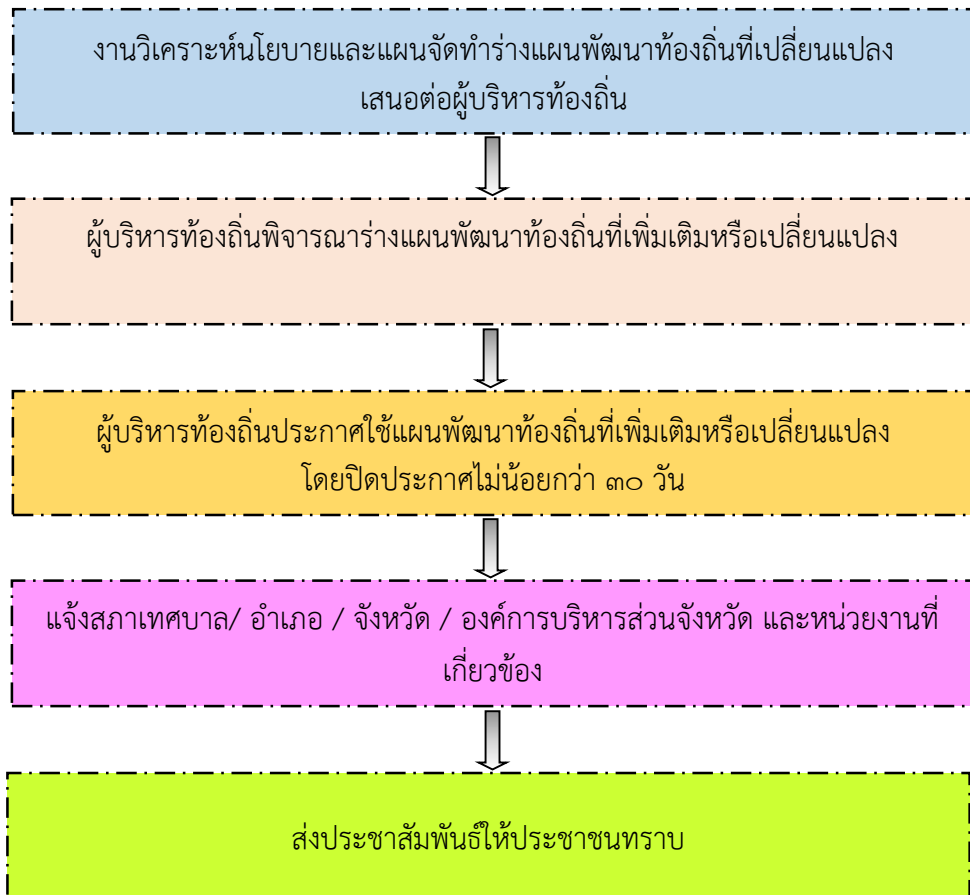 งานวิเคราะห์นโยบายและแผนจัดทำร่างแผนพัฒนาท้องถิ่นที่เปลี่ยนแปลง
เสนอต่อผู้บริหารท้องถิ่น
ผู้บริหารท้องถิ่นพิจารณาร่างแผนพัฒนาท้องถิ่นที่เพิ่มเติมหรือเปลี่ยนแปลง
ผู้บริหารท้องถิ่นประกาศใช้แผนพัฒนาท้องถิ่นที่เพิ่มเติมหรือเปลี่ยนแปลง
โดยปิดประกาศไม่น้อยกว่า ๓๐ วัน
แจ้งสภาเทศบาล/ อำเภอ / จังหวัด / องค์การบริหารส่วนจังหวัด และหน่วยงานที่
เกี่ยวข้อง
ส่งประชาสัมพันธ์ให้ประชาชนทราบ